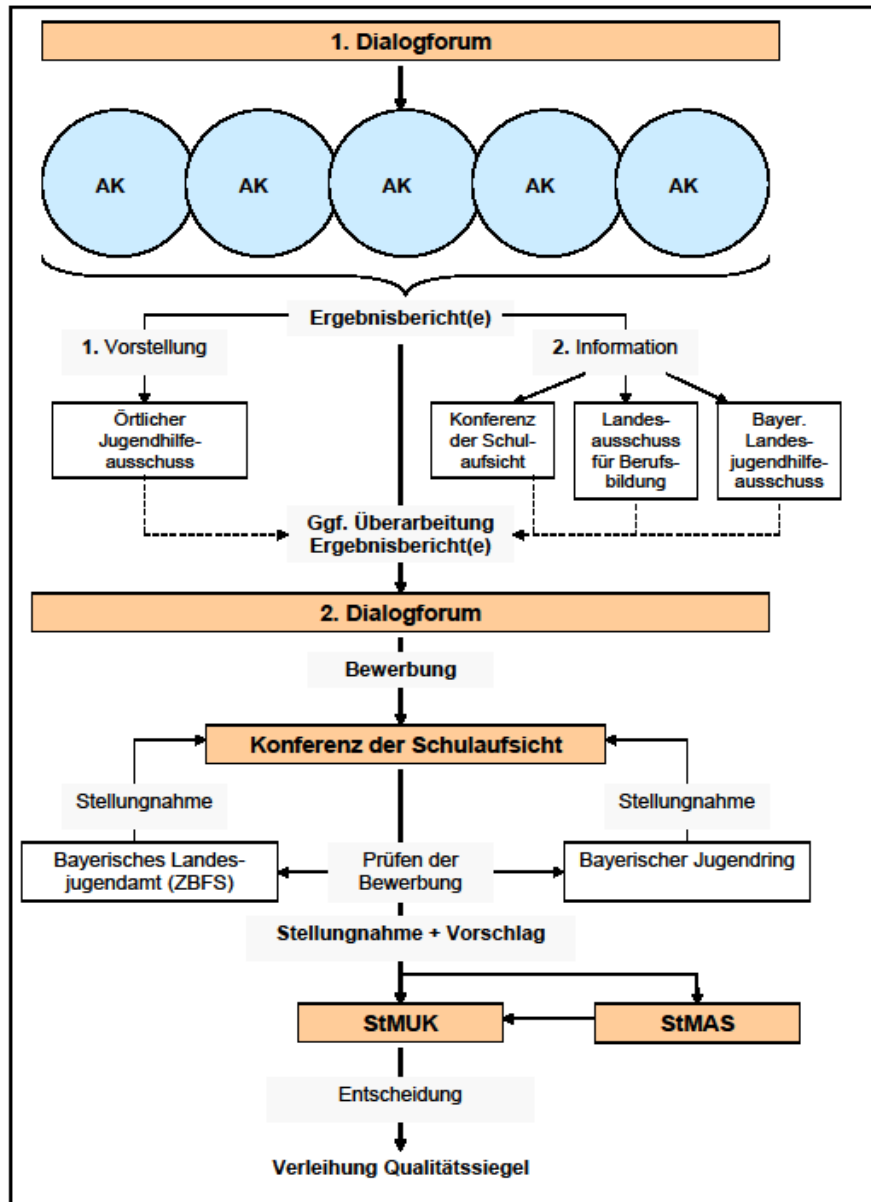 1. Dialogforum
AK AK AK AK AK
Ergebnisbericht(e)
1. Vorstellung
2. Information
Örtlicher
Jugendhilfe-
ausschuss
Konferenz
der Schul-
aufsicht
Landes-
ausschuss
für Berufs-
bildung
Bayer.
Landes-
jugendhilfe-
ausschuss
Ggf. Überarbeitung
Ergebnisbericht(e)
2. Dialogforum
Bewerbung
Konferenz der Schulaufsicht
Stellungnahme
Stellungnahme
Bayerisches Landes-
jugendamt (ZBFS)
Prüfen der
Bewerbung
Bayerischer Jugendring
Stellungnahme + Vorschlag
StMUK
StMAS
Entscheidung
Verleihung Qualitätssiegel